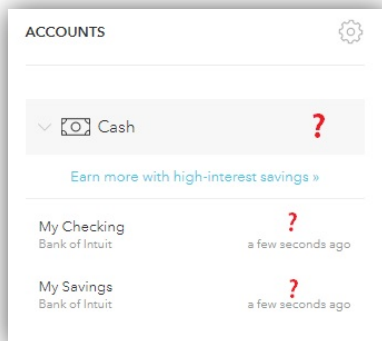 ACCOUNTS
Cash ?
Earn more with high-interest savings »
My Checking ?
Bank of Intuit a few seconds ago
My Savings ?
Bank of Intuit a few seconds ago